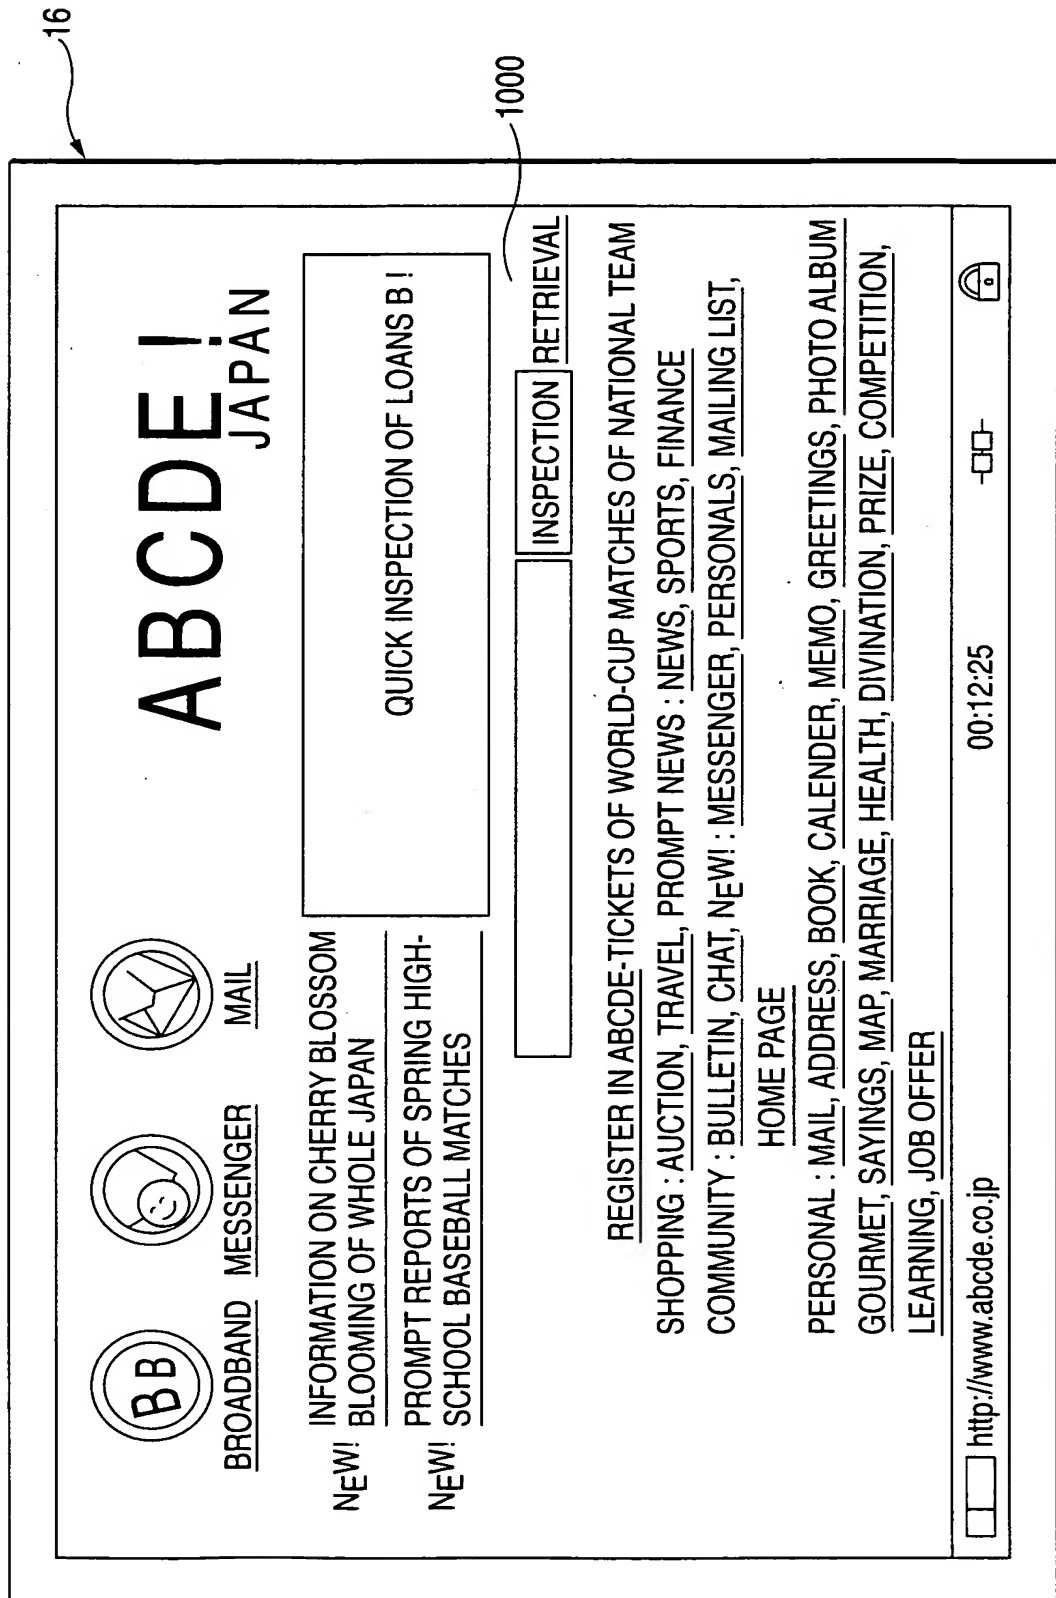 16
1000
ABCDE!
JAPAN
BB
BROADBAND MESSENGER MAIL
NEW! INFORMATION ON CHERRY BLOSSOM
BLOOMING OF WHOLE JAPAN
NEW! PROMPT REPORTS OF SPRING HIGH-
SCHOOL BASEBALL MATCHES
QUICK INSPECTION OF LOANS B !
INSPECTION RETRIEVAL
REGISTER IN ABCDE-TICKETS OF WORLD-CUP MATCHES OF NATIONAL TEAM
SHOPPING : AUCTION, TRAVEL, PROMPT NEWS : NEWS, SPORTS, FINANCE
COMMUNITY : BULLETIN, CHAT, NEW! : MESSENGER, PERSONALS, MAILING LIST,
HOME PAGE
PERSONAL : MAIL, ADDRESS, BOOK, CALENDER, MEMO, GREETINGS, PHOTO ALBUM
GOURMET, SAYINGS, MAP, MARRIAGE, HEALTH, DIVINATION, PRIZE, COMPETITION,
LEARNING, JOB OFFER
http://www.abcde.co.jp 00:12:25